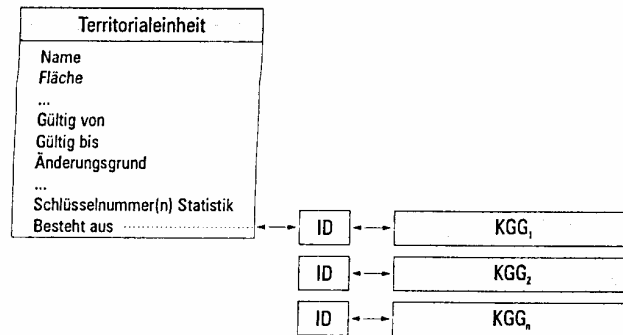 Territorialeinheit
Name
Fläche
...
Gültig von
Gültig bis
Änderungsgrund
...
Schlüsselnummer(n) Statistik
Besteht aus ID KGG₁
ID KGG₂
ID KGGₙ